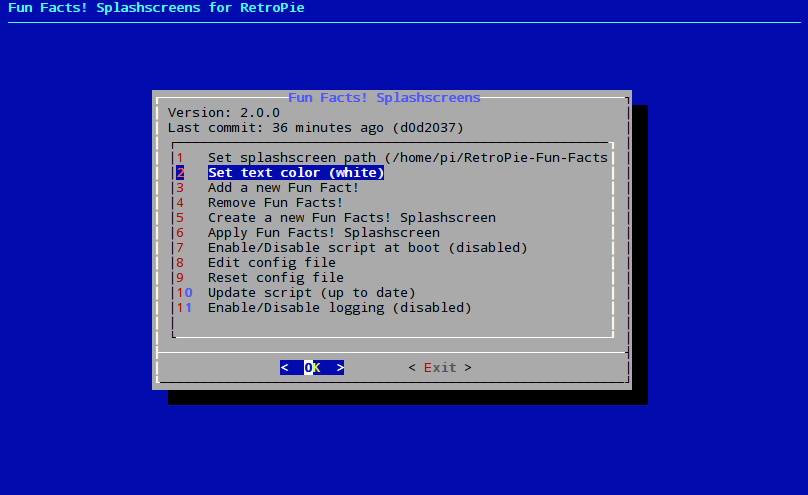 Fun Facts! Splashscreens for RetroPie
Fun Facts! Splashscreens
Version: 2.0.0
Last commit: 36 minutes ago (d0d2037)
1 Set splashscreen path (/home/pi/RetroPie-Fun-Facts
2 Set text color (white)
3 Add a new Fun Fact!
4 Remove Fun Facts!
5 Create a new Fun Facts! Splashscreen
6 Apply Fun Facts! Splashscreen
7 Enable/Disable script at boot (disabled)
8 Edit config file
9 Reset config file
10 Update script (up to date)
11 Enable/Disable logging (disabled)
< OK > < Exit >